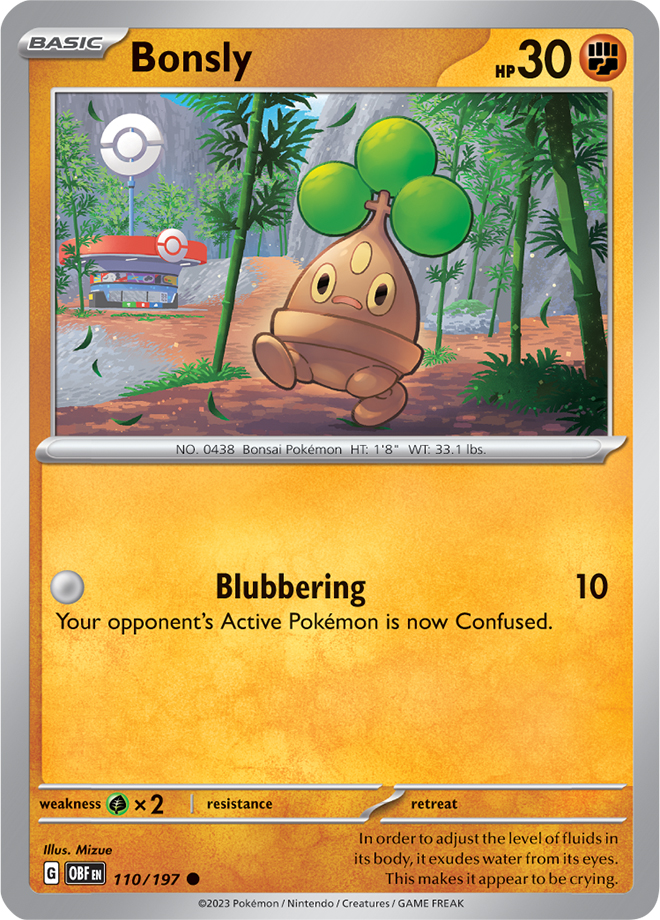 BASIC Bonsly HP 30
NO. 0438 Bonsai Pokémon HT: 1'8" WT: 33.1 lbs.
Blubbering 10
Your opponent's Active Pokémon is now Confused.
weakness ×2 resistance retreat
Illus. Mizue
In order to adjust the level of fluids in
its body, it exudes water from its eyes.
This makes it appear to be crying.
G OBF EN 110/197
©2023 Pokémon / Nintendo / Creatures / GAME FREAK